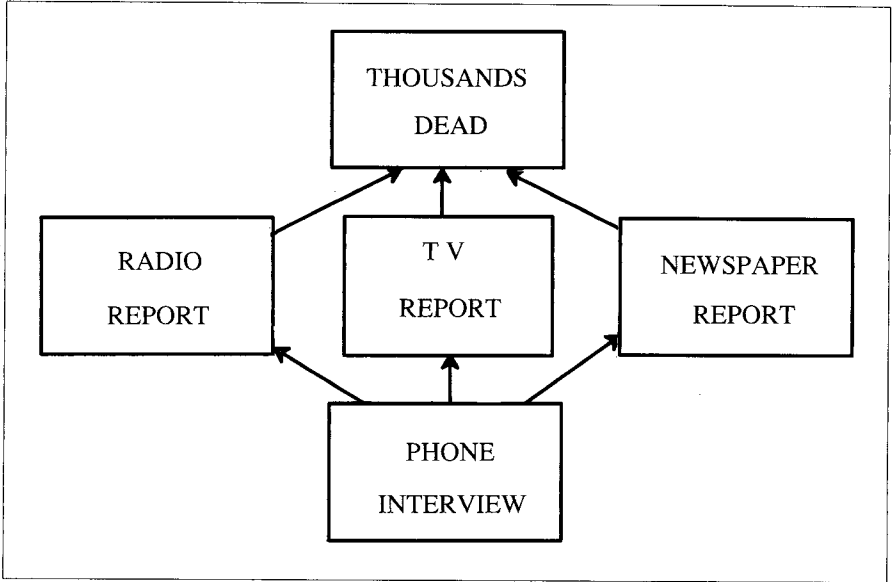 THOUSANDS
DEAD
RADIO
REPORT
T V
REPORT
NEWSPAPER
REPORT
PHONE
INTERVIEW